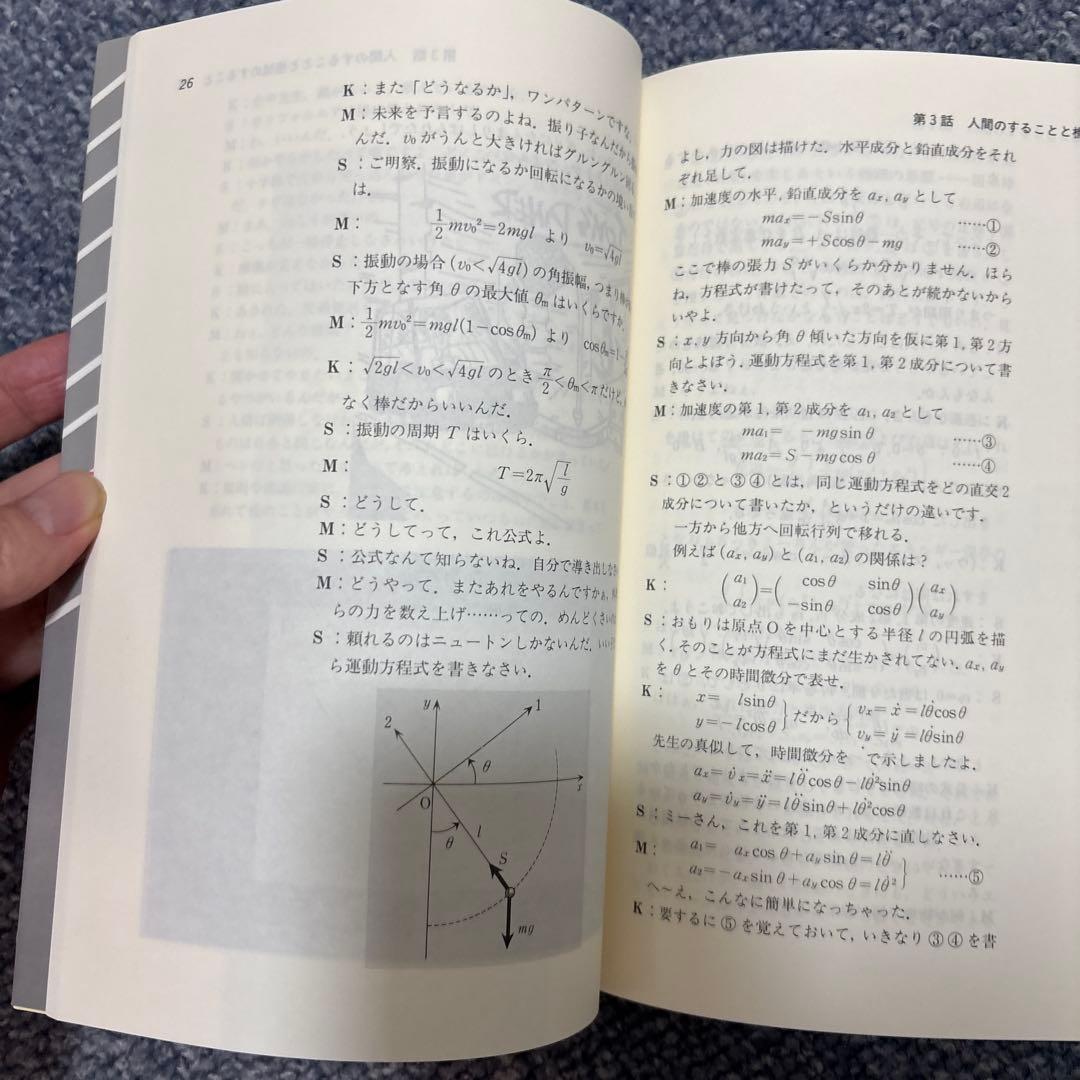 26
K：また「どうなるか」，ワンパターンですな
M：未来を予言するのよね．振り子なんだから
んだ．v₀がうんと大きければグルングルン
S：ご明察．振動になるか回転になるかの境い
は．
M： 1/2 mv₀²=2mgl より v₀=√4gl
S：振動の場合(v₀<√4gl)の角振幅，つまり
下方となす角θの最大値θmはいくらですか．
M：1/2 mv₀²=mgl(1−cosθm) より cosθm=1−
K：√2gl<v₀<√4glのとき π/2<θm<πだけど，
なく棒だからいいんだ．
S：振動の周期Tはいくら．
M： T=2π√(l/g)
S：どうして．
M：どうしてって，これ公式よ．
S：公式なんて知らないね．自分で導き出し
M：どうやって．またあれをやるんですかぁ，
らの力を数え上げ……っての．めんどくさい
S：頼れるのはニュートンしかないんだ．
ら運動方程式を書きなさい．
y
1
2
θ
x
O
l
θ
S
mg
第3話 人間のすることと
よし，力の図は描けた．水平成分と鉛直成分をそれ
ぞれ足して．
M：加速度の水平，鉛直成分をax，ayとして
max=−Ssinθ ……①
may=+Scosθ−mg ……②
ここで棒の張力Sがいくらか分かりません．ほら
ね，方程式が書けたって，そのあとが続かないから
いやよ．
S：x，y方向から角θ傾いた方向を仮に第1，第2方
向とよぼう．運動方程式を第1，第2成分について書
きなさい．
M：加速度の第1，第2成分をa₁，a₂として
ma₁= −mg sinθ ……③
ma₂=S−mg cosθ ……④
S：①②と③④とは，同じ運動方程式をどの直交2
成分について書いたか，というだけの違いです．
一方から他方へ回転行列で移れる．
例えば(ax，ay)と(a₁，a₂)の関係は？
K： (a₁ a₂)=(cosθ sinθ −sinθ cosθ)(ax ay)
S：おもりは原点Oを中心とする半径lの円弧を描
く．そのことが方程式にまだ生かされてない．ax，ay
をθとその時間微分で表せ．
K： x= lsinθ y=−lcosθ}だから{vx=ẋ=lθ̇cosθ vy=ẏ=lθ̇sinθ
先生の真似して，時間微分を˙で示しましたよ．
ax=v̇x=ẍ=lθ̈cosθ−lθ̇²sinθ
ay=v̇y=ÿ=lθ̈sinθ+lθ̇²cosθ
S：ミーさん，これを第1，第2成分に直しなさい．
M： a₁= ax cosθ+ay sinθ=lθ̈
a₂=−ax sinθ+ay cosθ=lθ̇²} ……⑤
へ〜え，こんなに簡単になっちゃった．
K：要するに⑤を覚えておいて，いきなり③④を書